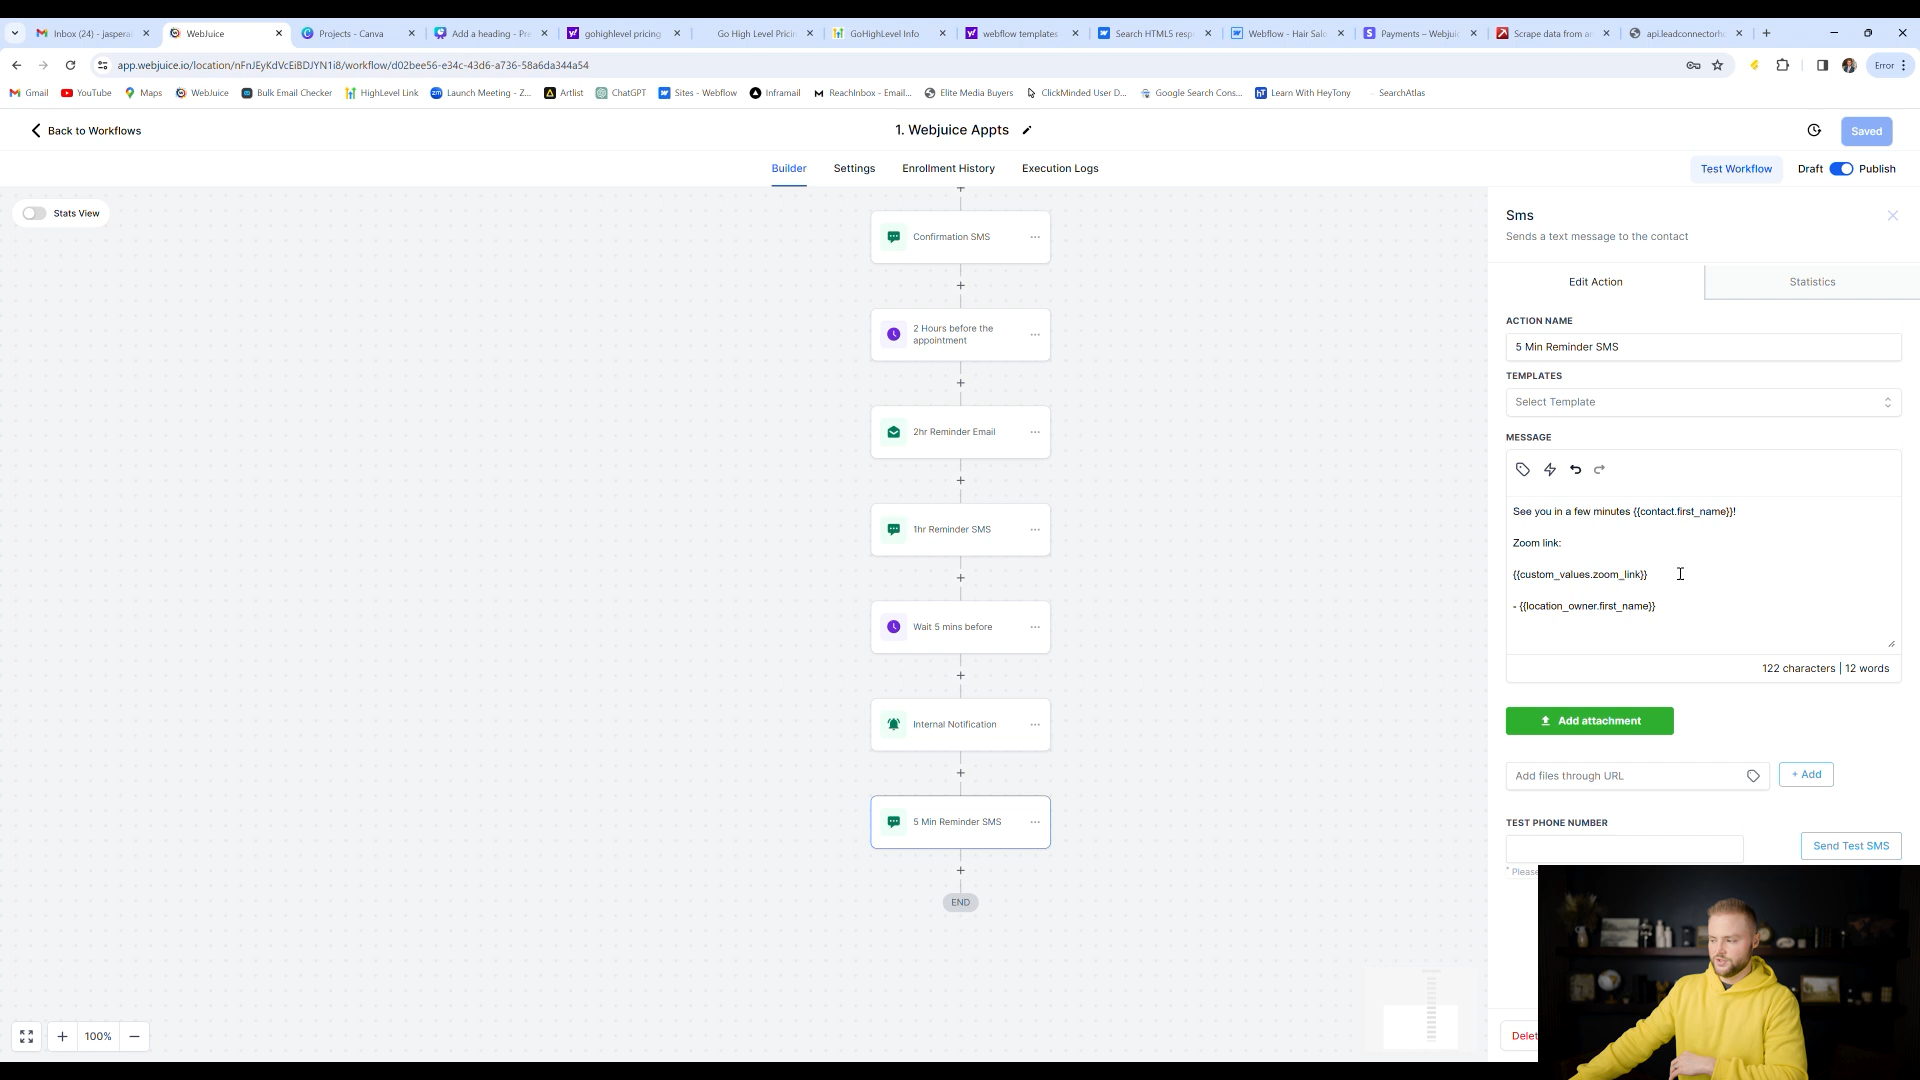 Inbox (24) - jaspera
WebJuice
Projects - Canva
Add a heading - Pre
gohighlevel pricing
Go High Level Pricin
GoHighLevel Info
webflow templates
Search HTML5 resp
Webflow - Hair Salo
Payments – Webjuic
Scrape data from an
api.leadconnectorho
app.webjuice.io/location/nFnJEyKdVcEiBDJYN1i8/workflow/d02bee56-e34c-43d6-a736-58a6da344a54
Error
Gmail
YouTube
Maps
WebJuice
Bulk Email Checker
HighLevel Link
Launch Meeting - Z...
Artlist
ChatGPT
Sites - Webflow
Inframail
ReachInbox - Email...
Elite Media Buyers
ClickMinded User D...
Google Search Cons...
Learn With HeyTony
SearchAtlas
Back to Workflows
1. Webjuice Appts
Saved
Builder
Settings
Enrollment History
Execution Logs
Test Workflow
Draft
Publish
Stats View
Confirmation SMS
2 Hours before the
appointment
2hr Reminder Email
1hr Reminder SMS
Wait 5 mins before
Internal Notification
5 Min Reminder SMS
END
100%
Sms
Sends a text message to the contact
Edit Action
Statistics
ACTION NAME
5 Min Reminder SMS
TEMPLATES
Select Template
MESSAGE
See you in a few minutes {{contact.first_name}}!
Zoom link:
{{custom_values.zoom_link}}
- {{location_owner.first_name}}
122 characters | 12 words
Add attachment
Add files through URL
+ Add
TEST PHONE NUMBER
Send Test SMS
* Please
Delet